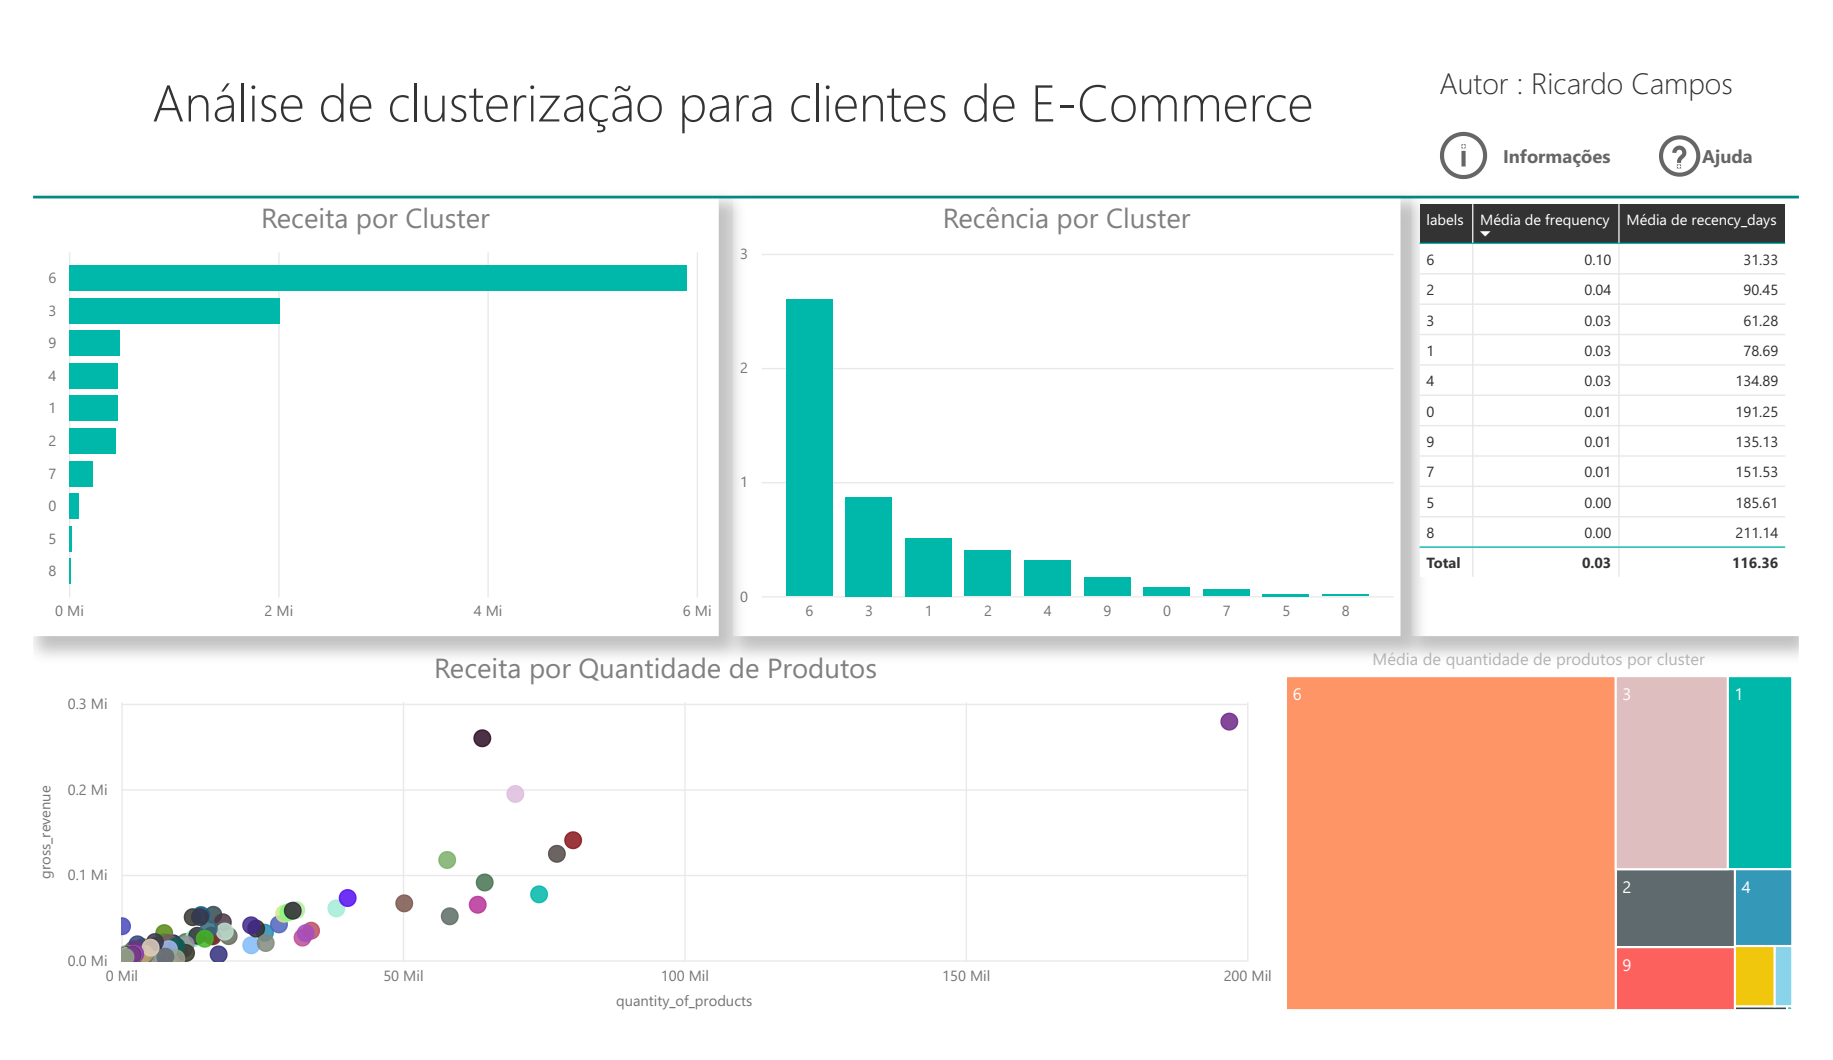 Análise de clusterização para clientes de E-Commerce
Autor : Ricardo Campos
Informações
Ajuda
Receita por Cluster
6
3
9
4
1
2
7
0
5
8
0 Mi 2 Mi 4 Mi 6 Mi
Recência por Cluster
3
2
1
0
6 3 1 2 4 9 0 7 5 8
labels Média de frequency Média de recency_days
6 0.10 31.33
2 0.04 90.45
3 0.03 61.28
1 0.03 78.69
4 0.03 134.89
0 0.01 191.25
9 0.01 135.13
7 0.01 151.53
5 0.00 185.61
8 0.00 211.14
Total 0.03 116.36
Receita por Quantidade de Produtos
gross_revenue
0.3 Mi
0.2 Mi
0.1 Mi
0.0 Mi
0 Mil 50 Mil 100 Mil 150 Mil 200 Mil
quantity_of_products
Média de quantidade de produtos por cluster
6 3 1
2 4
9